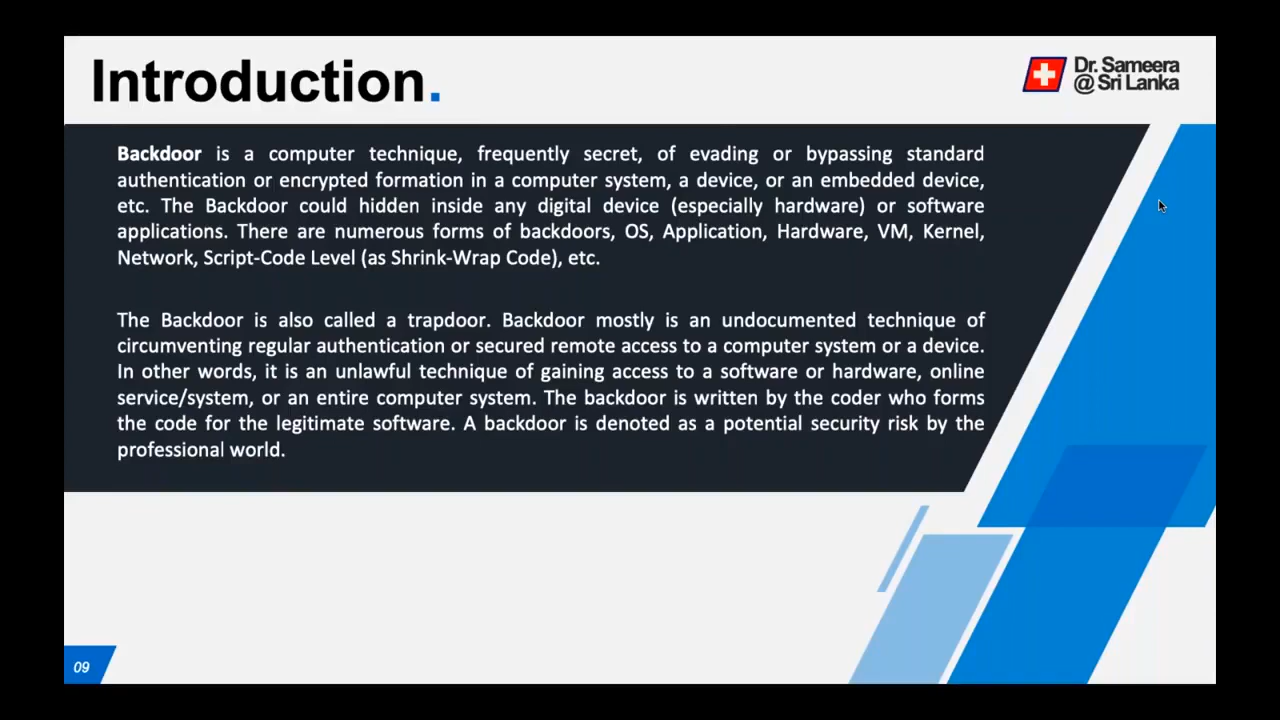 Introduction.
Dr. Sameera
@ Sri Lanka
Backdoor is a computer technique, frequently secret, of evading or bypassing standard
authentication or encrypted formation in a computer system, a device, or an embedded device,
etc. The Backdoor could hidden inside any digital device (especially hardware) or software
applications. There are numerous forms of backdoors, OS, Application, Hardware, VM, Kernel,
Network, Script-Code Level (as Shrink-Wrap Code), etc.
The Backdoor is also called a trapdoor. Backdoor mostly is an undocumented technique of
circumventing regular authentication or secured remote access to a computer system or a device.
In other words, it is an unlawful technique of gaining access to a software or hardware, online
service/system, or an entire computer system. The backdoor is written by the coder who forms
the code for the legitimate software. A backdoor is denoted as a potential security risk by the
professional world.
09